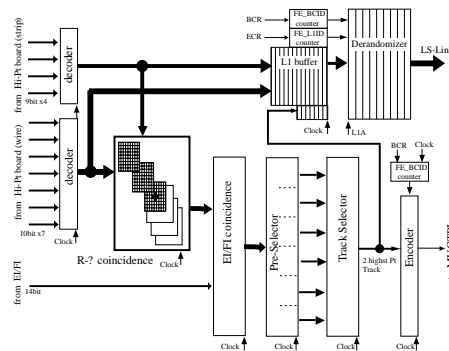 BCR
FE_BCID
counter
ECR
FE_L1ID
counter
Derandomizer
LS-Lin
L1 buffer
from Hi-Pt board (strip)
decoder
9bit x4
Clock
L1A
from Hi-Pt board (wire)
decoder
10bit x7
Clock
R-? coincidence
Clock
EI/FI coincidence
Pre-Selector
Track Selector
BCR
Clock
FE_BCID
counter
Encoder
2 highst Pt
Track
from EI/FI
14bit
Clock
Clock
Clock
Clock